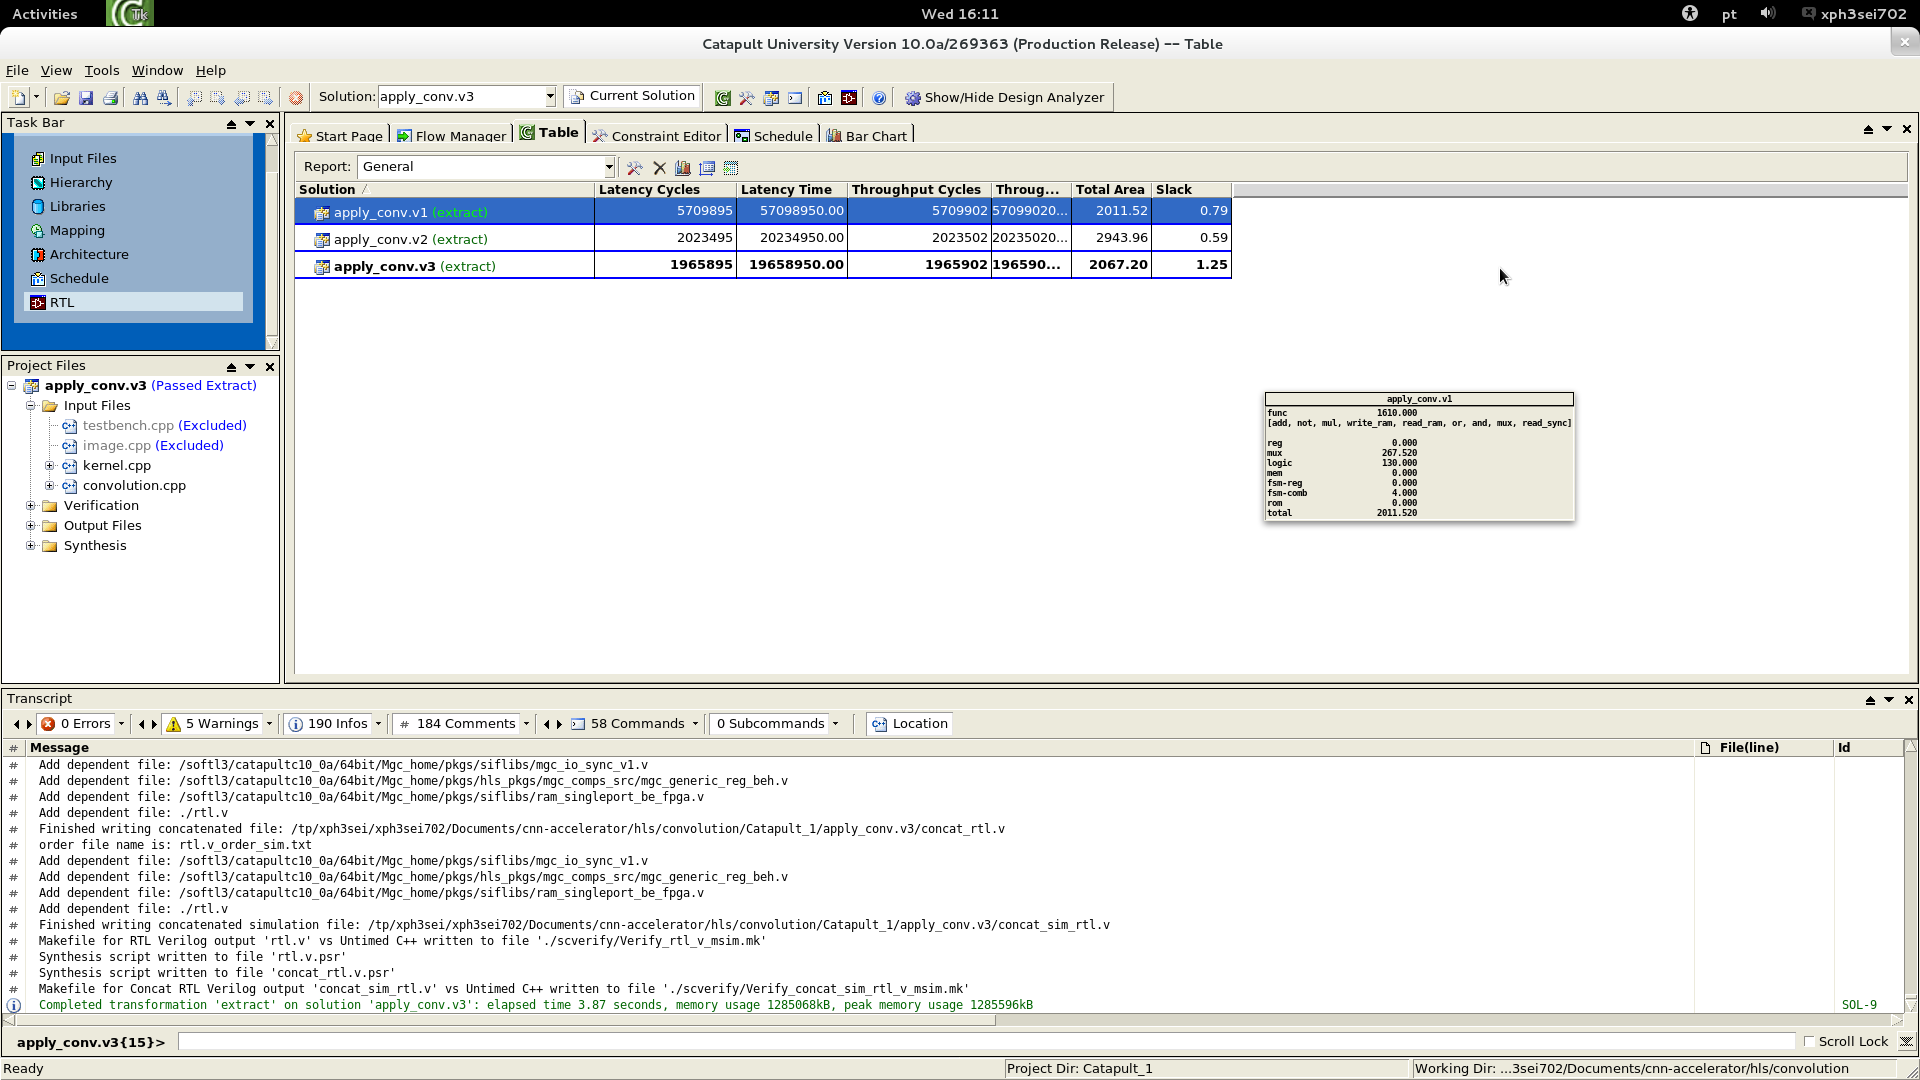 Activities
Tk
Wed 16:11
pt
xph3sei702
Catapult University Version 10.0a/269363 (Production Release) -- Table
File View Tools Window Help
Solution: apply_conv.v3 Current Solution Show/Hide Design Analyzer
Task Bar
Input Files
Hierarchy
Libraries
Mapping
Architecture
Schedule
RTL
Project Files
apply_conv.v3 (Passed Extract)
Input Files
testbench.cpp (Excluded)
image.cpp (Excluded)
kernel.cpp
convolution.cpp
Verification
Output Files
Synthesis
Start Page Flow Manager Table Constraint Editor Schedule Bar Chart
Report: General
Solution Latency Cycles Latency Time Throughput Cycles Throug... Total Area Slack
apply_conv.v1 (extract) 5709895 57098950.00 5709902 57099020... 2011.52 0.79
apply_conv.v2 (extract) 2023495 20234950.00 2023502 20235020... 2943.96 0.59
apply_conv.v3 (extract) 1965895 19658950.00 1965902 196590... 2067.20 1.25
apply_conv.v1
func 1610.000
[add, not, mul, write_ram, read_ram, or, and, mux, read_sync]
reg 0.000
mux 267.520
logic 130.000
mem 0.000
fsm-reg 0.000
fsm-comb 4.000
rom 0.000
total 2011.520
Transcript
0 Errors 5 Warnings 190 Infos # 184 Comments 58 Commands 0 Subcommands Location
# Message File(line) Id
# Add dependent file: /softl3/catapultc10_0a/64bit/Mgc_home/pkgs/siflibs/mgc_io_sync_v1.v
# Add dependent file: /softl3/catapultc10_0a/64bit/Mgc_home/pkgs/hls_pkgs/mgc_comps_src/mgc_generic_reg_beh.v
# Add dependent file: /softl3/catapultc10_0a/64bit/Mgc_home/pkgs/siflibs/ram_singleport_be_fpga.v
# Add dependent file: ./rtl.v
# Finished writing concatenated file: /tp/xph3sei/xph3sei702/Documents/cnn-accelerator/hls/convolution/Catapult_1/apply_conv.v3/concat_rtl.v
# order file name is: rtl.v_order_sim.txt
# Add dependent file: /softl3/catapultc10_0a/64bit/Mgc_home/pkgs/siflibs/mgc_io_sync_v1.v
# Add dependent file: /softl3/catapultc10_0a/64bit/Mgc_home/pkgs/hls_pkgs/mgc_comps_src/mgc_generic_reg_beh.v
# Add dependent file: /softl3/catapultc10_0a/64bit/Mgc_home/pkgs/siflibs/ram_singleport_be_fpga.v
# Add dependent file: ./rtl.v
# Finished writing concatenated simulation file: /tp/xph3sei/xph3sei702/Documents/cnn-accelerator/hls/convolution/Catapult_1/apply_conv.v3/concat_sim_rtl.v
# Makefile for RTL Verilog output 'rtl.v' vs Untimed C++ written to file './scverify/Verify_rtl_v_msim.mk'
# Synthesis script written to file 'rtl.v.psr'
# Synthesis script written to file 'concat_rtl.v.psr'
# Makefile for Concat RTL Verilog output 'concat_sim_rtl.v' vs Untimed C++ written to file './scverify/Verify_concat_sim_rtl_v_msim.mk'
Completed transformation 'extract' on solution 'apply_conv.v3': elapsed time 3.87 seconds, memory usage 1285068kB, peak memory usage 1285596kB SOL-9
apply_conv.v3{15}> Scroll Lock
Ready Project Dir: Catapult_1 Working Dir: ...3sei702/Documents/cnn-accelerator/hls/convolution